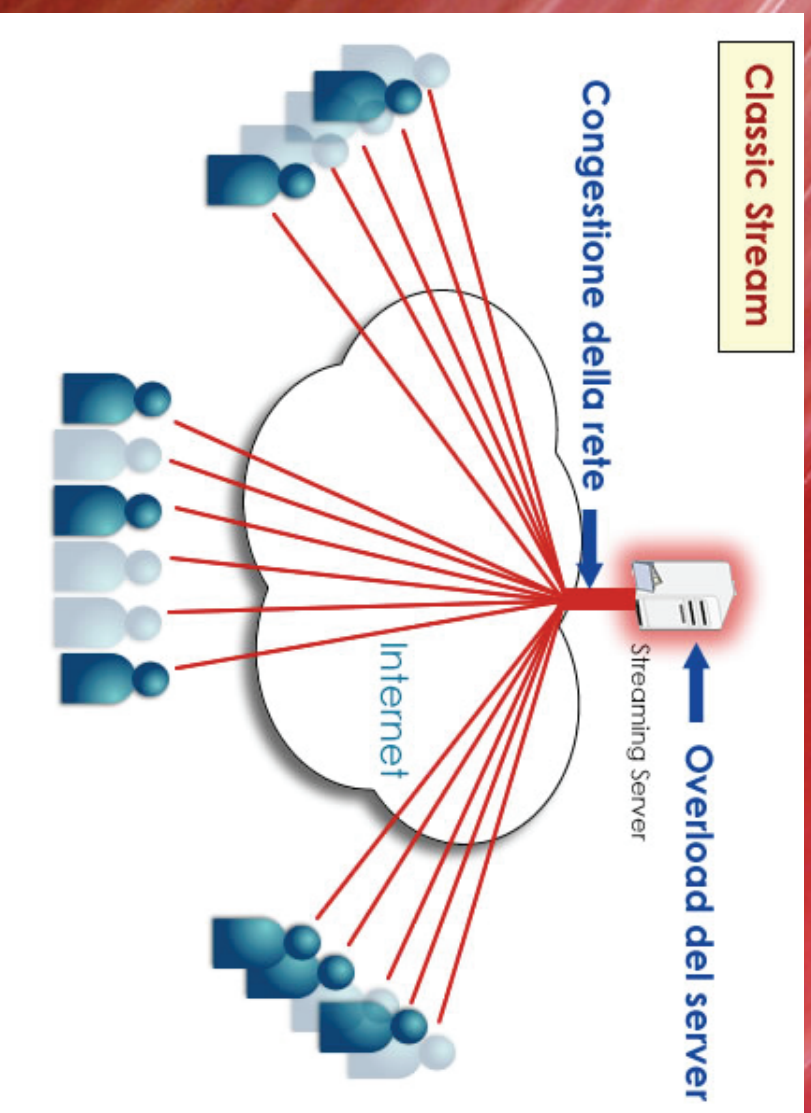 Classic Stream
Overload del server
Streaming Server
Congestione della rete
Internet